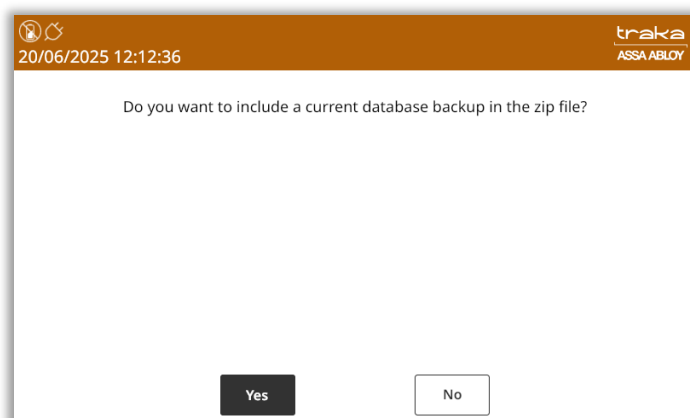 traka
20/06/2025 12:12:36
ASSA ABLOY
Do you want to include a current database backup in the zip file?
Yes
No